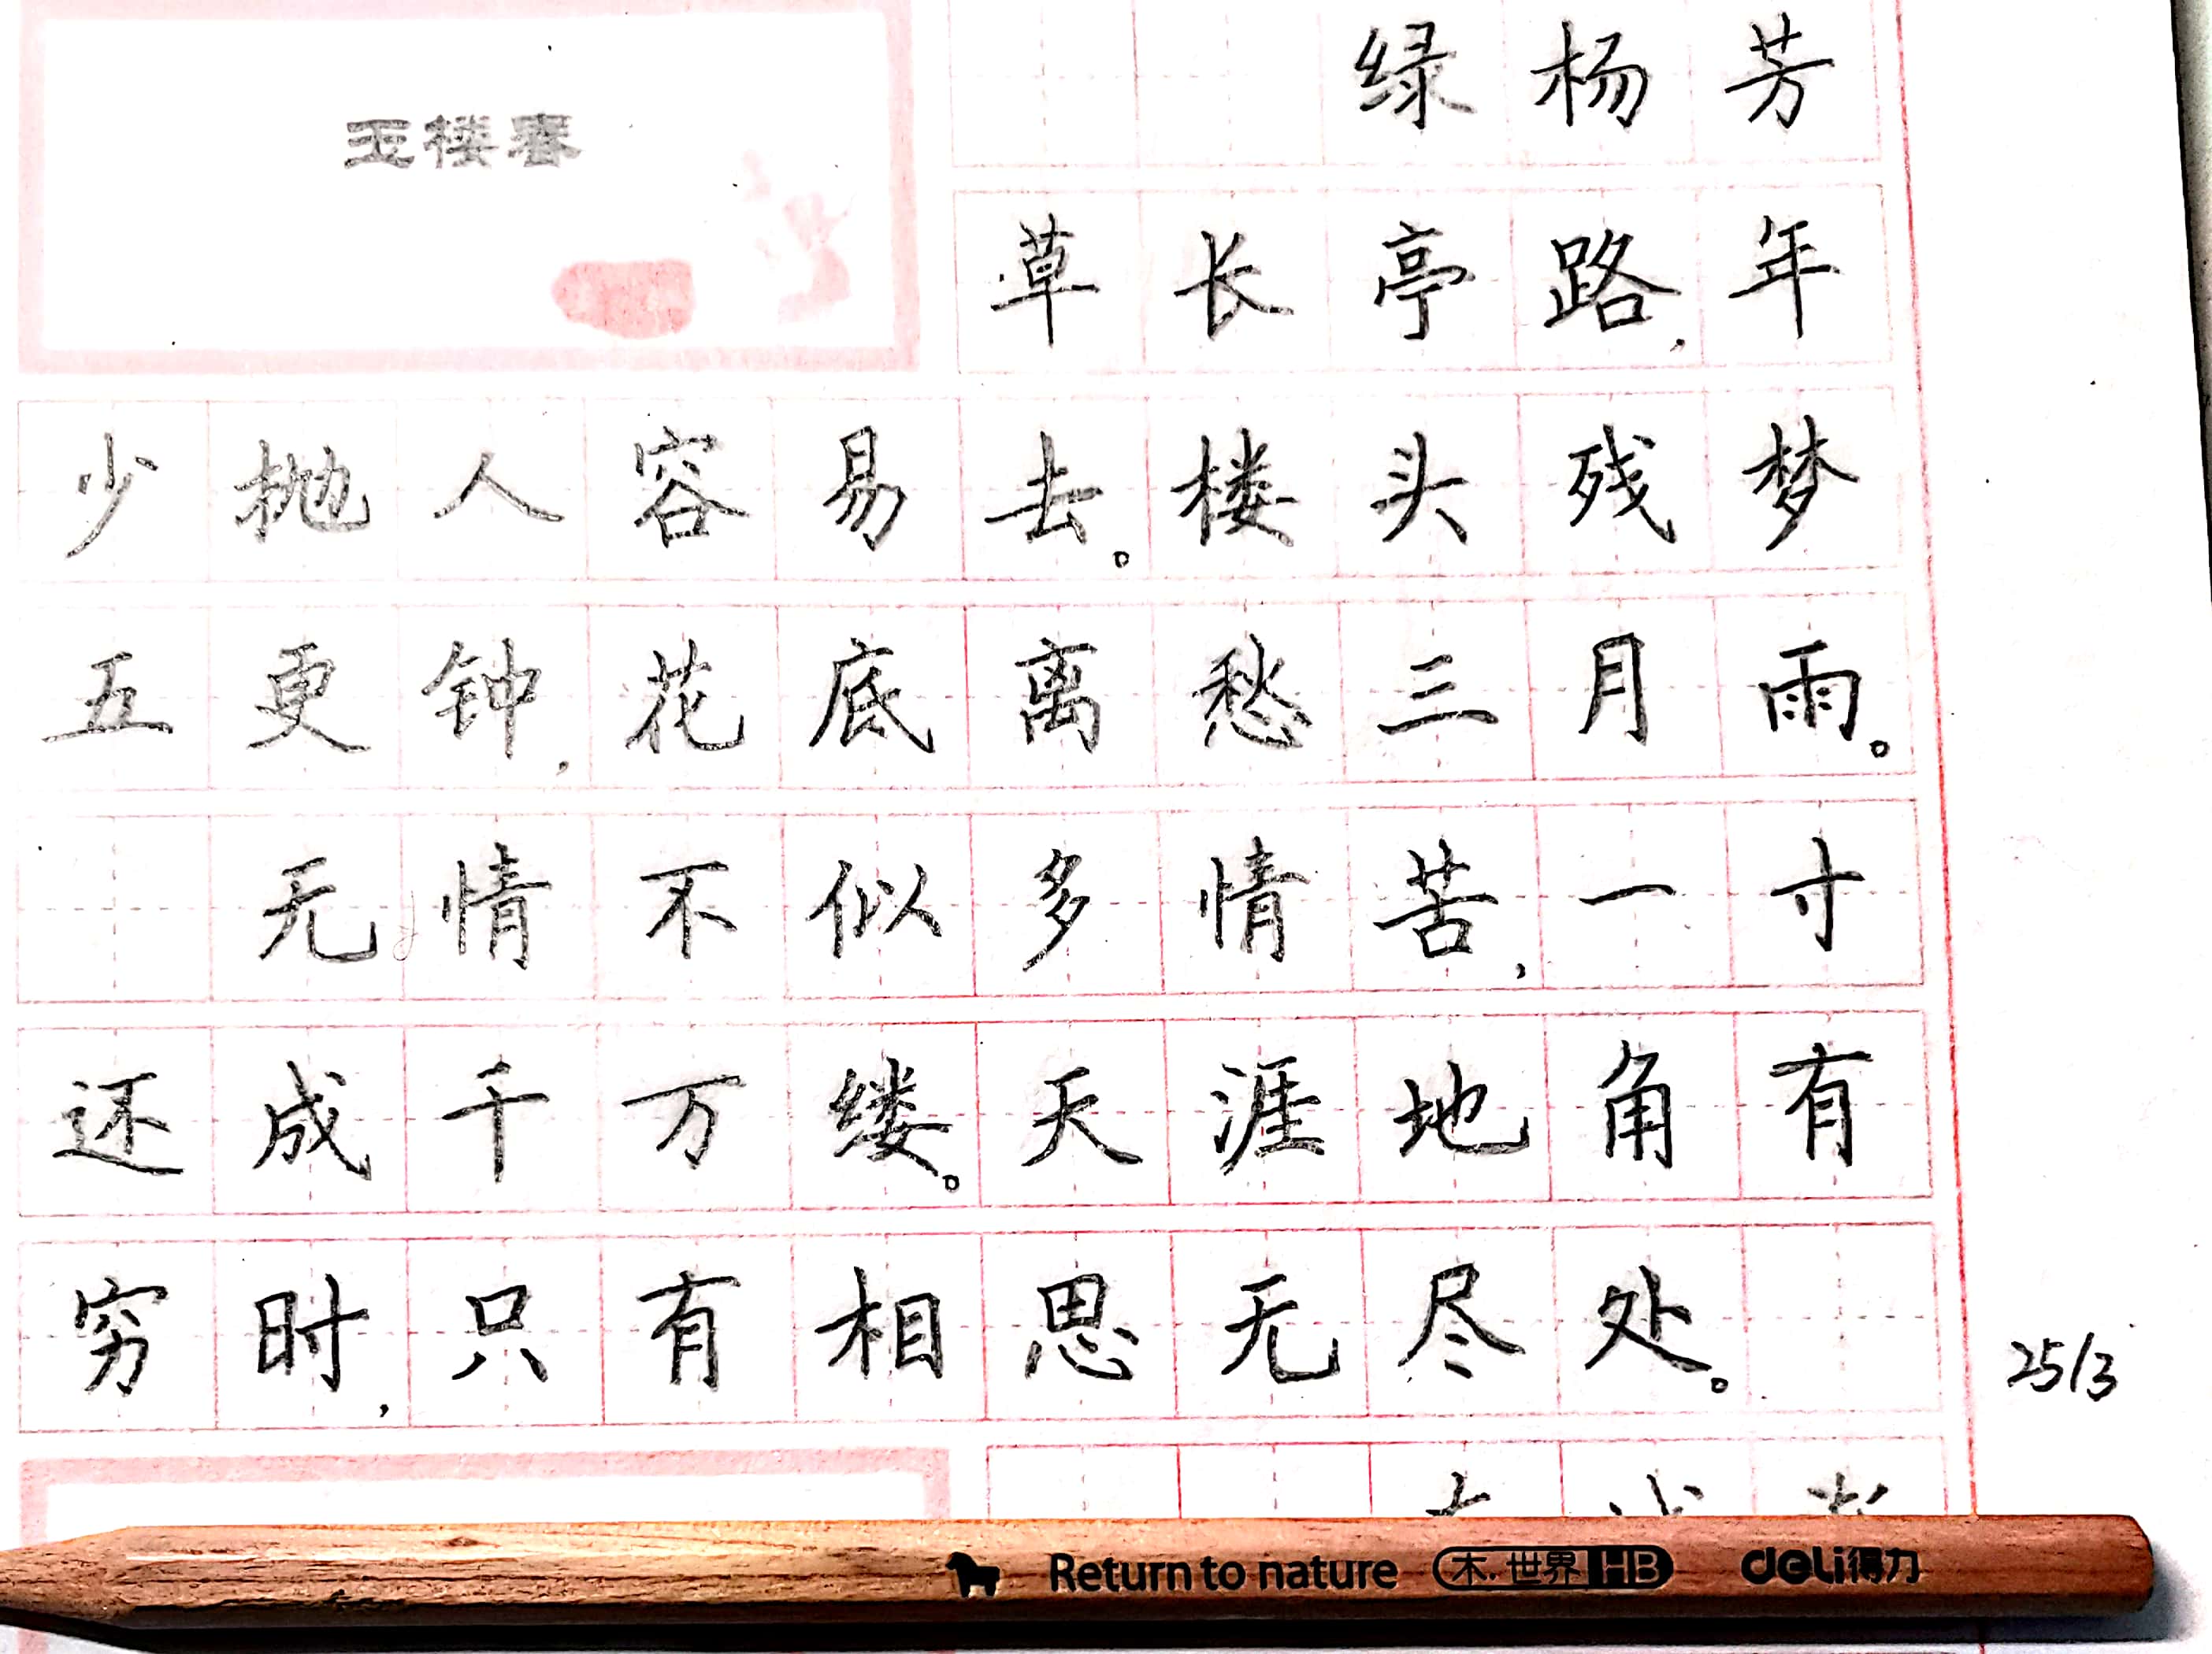 玉楼春
绿杨芳
草长亭路,年
少抛人容易去。楼头残梦
五更钟,花底离愁三月雨。
无情不似多情苦,一寸
还成千万缕。天涯地角有
穷时,只有相思无尽处。
25/3
Return to nature 木·世界 HB deli得力